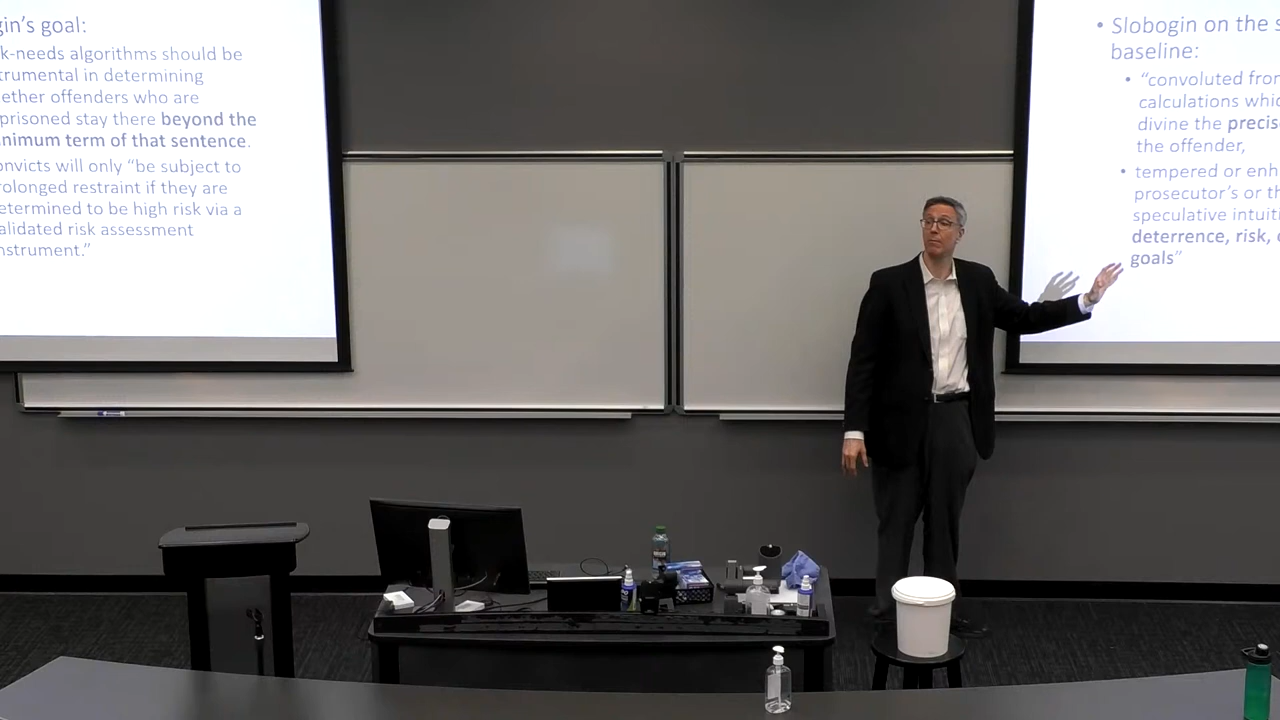 gin's goal:
k-needs algorithms should be
trumental in determining
ether offenders who are
prisoned stay there beyond the
nimum term of that sentence.
onvicts will only “be subject to
rolonged restraint if they are
etermined to be high risk via a
alidated risk assessment
nstrument.”
• Slobogin on the s
baseline:
• “convoluted fron
calculations whic
divine the precis
the offender,
• tempered or enh
prosecutor's or th
speculative intuiti
deterrence, risk, c
goals”